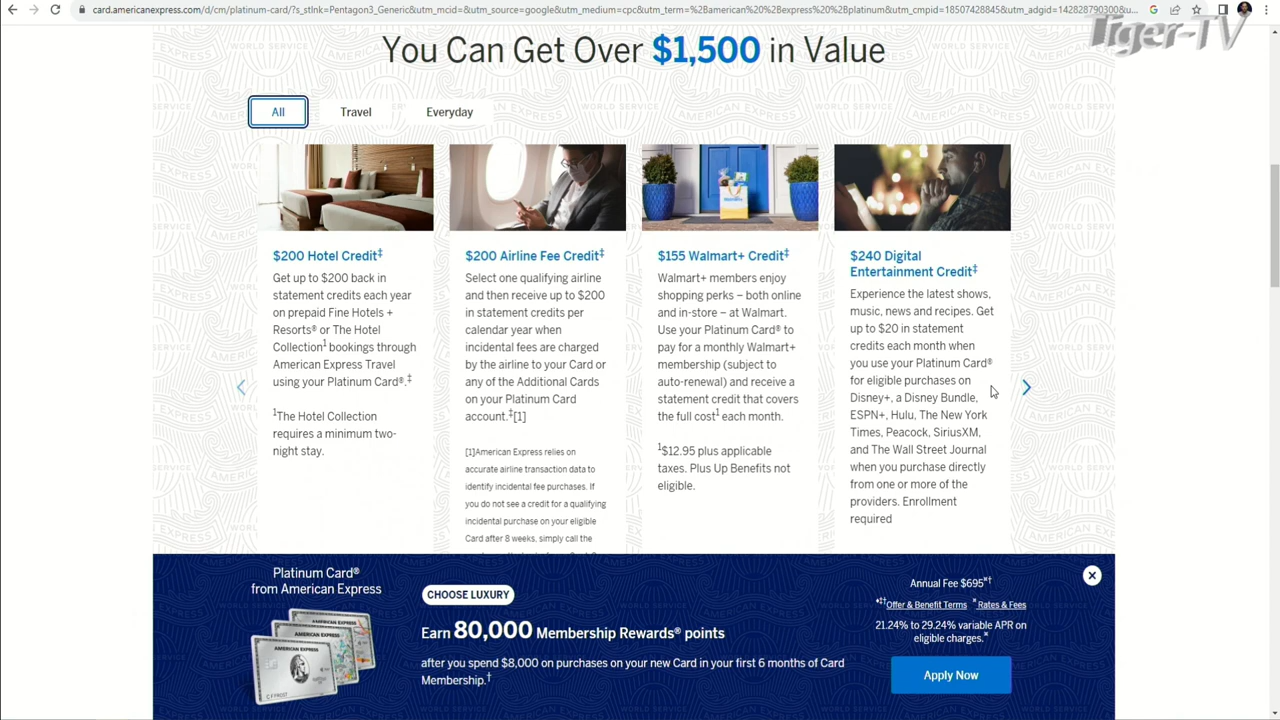 card.americanexpress.com/d/cm/platinum-card/?s_stlnk=Pentagon3_Generic&utm_mcid=&utm_source=google&utm_medium=cpc&utm_term=%2Bamerican%20%2Bexpress%20%2Bplatinum&utm_cmpid=18507428845&utm_adgid=142828790300&u...
Tiger-TV
You Can Get Over $1,500 in Value
All
Travel
Everyday
$200 Hotel Credit‡
Get up to $200 back in
statement credits each year
on prepaid Fine Hotels +
Resorts® or The Hotel
Collection¹ bookings through
American Express Travel
using your Platinum Card®.‡
¹The Hotel Collection
requires a minimum two-
night stay.
$200 Airline Fee Credit‡
Select one qualifying airline
and then receive up to $200
in statement credits per
calendar year when
incidental fees are charged
by the airline to your Card or
any of the Additional Cards
on your Platinum Card
account.‡[1]
[1]American Express relies on
accurate airline transaction data to
identify incidental fee purchases. If
you do not see a credit for a qualifying
incidental purchase on your eligible
Card after 8 weeks, simply call the
$155 Walmart+ Credit‡
Walmart+ members enjoy
shopping perks – both online
and in-store – at Walmart.
Use your Platinum Card® to
pay for a monthly Walmart+
membership (subject to
auto-renewal) and receive a
statement credit that covers
the full cost¹ each month.
¹$12.95 plus applicable
taxes. Plus Up Benefits not
eligible.
$240 Digital
Entertainment Credit‡
Experience the latest shows,
music, news and recipes. Get
up to $20 in statement
credits each month when
you use your Platinum Card®
for eligible purchases on
Disney+, a Disney Bundle,
ESPN+, Hulu, The New York
Times, Peacock, SiriusXM,
and The Wall Street Journal
when you purchase directly
from one or more of the
providers. Enrollment
required
Platinum Card®
from American Express
AMERICAN EXPRESS
AMERICAN EXPRESS
AMERICAN EXPRESS
C F FROST
CHOOSE LUXURY
Earn 80,000 Membership Rewards® points
after you spend $8,000 on purchases on your new Card in your first 6 months of Card
Membership.†
Annual Fee $695¤†
*†‡Offer & Benefit Terms ¤Rates & Fees
21.24% to 29.24% variable APR on
eligible charges.¤
Apply Now